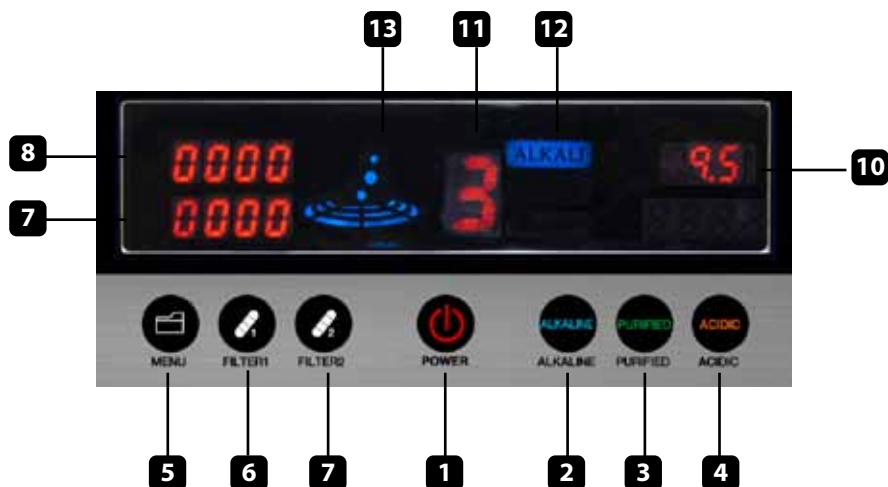 13 11 12
8 0000 ALKALI 9.5 10
7 0000 3
ALKALINE PURIFIED ACIDIC
MENU FILTER1 FILTER2 POWER ALKALINE PURIFIED ACIDIC
5 6 7 1 2 3 4